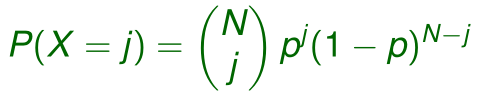 P(X = j) = \binom{N}{j} p^j (1 − p)^{N−j}